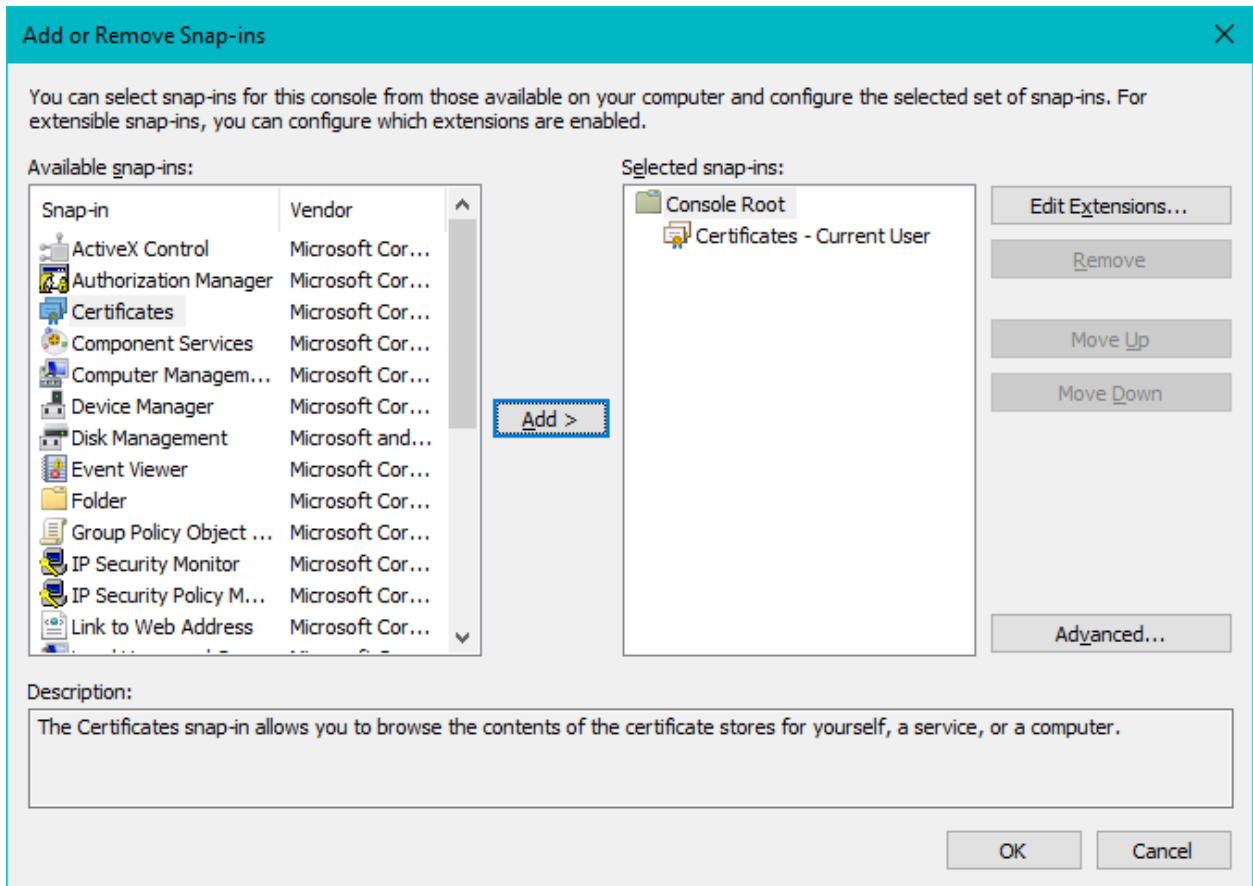 Add or Remove Snap-ins
You can select snap-ins for this console from those available on your computer and configure the selected set of snap-ins. For
extensible snap-ins, you can configure which extensions are enabled.
Available snap-ins:
Snap-in Vendor
ActiveX Control Microsoft Cor...
Authorization Manager Microsoft Cor...
Certificates Microsoft Cor...
Component Services Microsoft Cor...
Computer Managem... Microsoft Cor...
Device Manager Microsoft Cor...
Disk Management Microsoft and...
Event Viewer Microsoft Cor...
Folder Microsoft Cor...
Group Policy Object ... Microsoft Cor...
IP Security Monitor Microsoft Cor...
IP Security Policy M... Microsoft Cor...
Link to Web Address Microsoft Cor...
Add >
Selected snap-ins:
Console Root
Certificates - Current User
Edit Extensions...
Remove
Move Up
Move Down
Advanced...
Description:
The Certificates snap-in allows you to browse the contents of the certificate stores for yourself, a service, or a computer.
OK Cancel